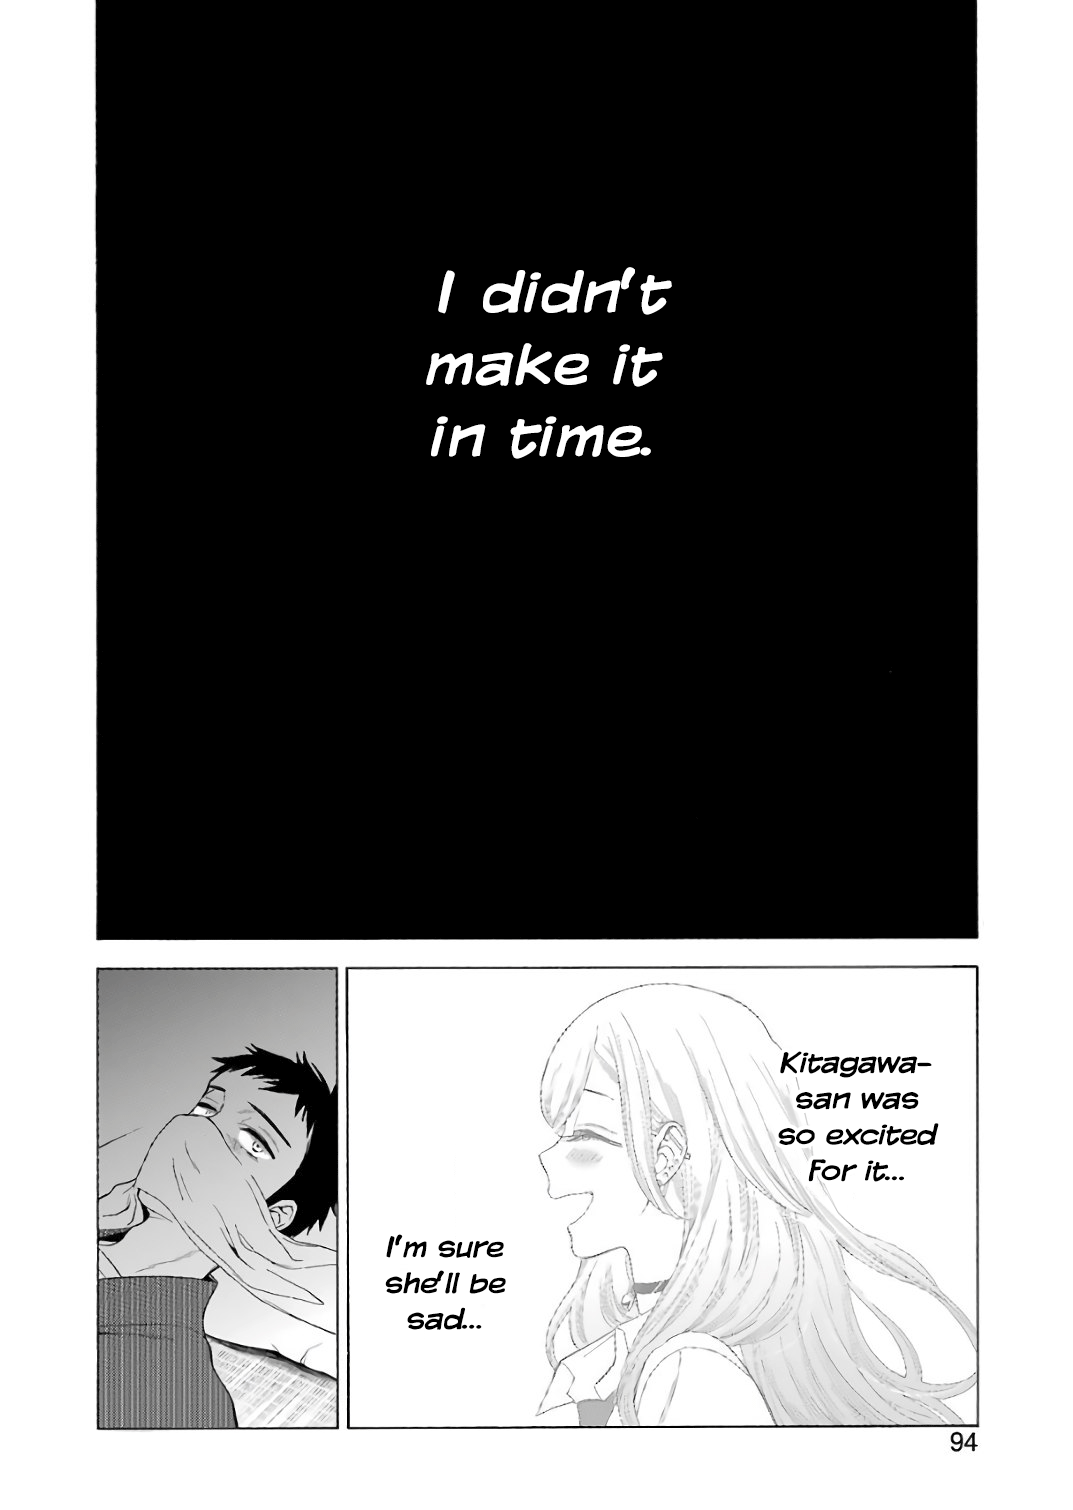 I didn't
make it
in time.
Kitagawa-
san was
so excited
For it...
I'm sure
she'll be
sad...
94